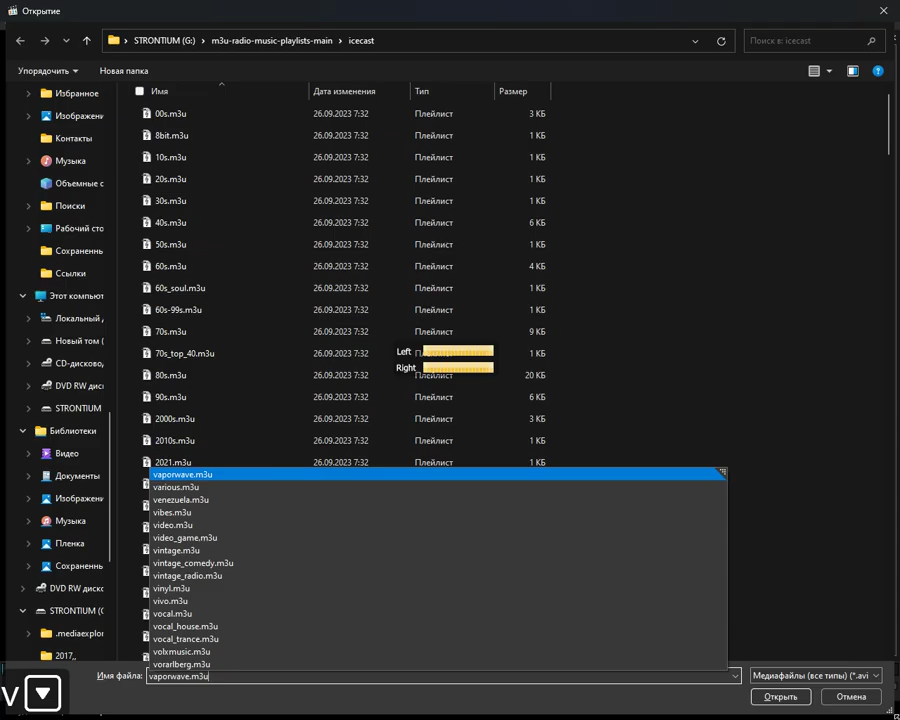 Открытие
STRONTIUM (G:) › m3u-radio-music-playlists-main › icecast
Поиск в: icecast
Упорядочить
Новая папка
Имя Дата изменения Тип Размер
Избранное
Изображени
Контакты
Музыка
Объемные с
Поиски
Рабочий сто
Сохраненны
Ссылки
Этот компьют
Локальный д
Новый том (
CD-дисково
DVD RW диск
STRONTIUM
Библиотеки
Видео
Документы
Изображени
Музыка
Пленка
Сохраненны
DVD RW диско
STRONTIUM (G
.mediaexplor
2017,,
00s.m3u 26.09.2023 7:32 Плейлист 3 КБ
8bit.m3u 26.09.2023 7:32 Плейлист 1 КБ
10s.m3u 26.09.2023 7:32 Плейлист 1 КБ
20s.m3u 26.09.2023 7:32 Плейлист 1 КБ
30s.m3u 26.09.2023 7:32 Плейлист 1 КБ
40s.m3u 26.09.2023 7:32 Плейлист 6 КБ
50s.m3u 26.09.2023 7:32 Плейлист 1 КБ
60s.m3u 26.09.2023 7:32 Плейлист 4 КБ
60s_soul.m3u 26.09.2023 7:32 Плейлист 1 КБ
60s-99s.m3u 26.09.2023 7:32 Плейлист 1 КБ
70s.m3u 26.09.2023 7:32 Плейлист 9 КБ
70s_top_40.m3u 26.09.2023 7:32 1 КБ
80s.m3u 26.09.2023 7:32 Плейлист 20 КБ
90s.m3u 26.09.2023 7:32 Плейлист 6 КБ
2000s.m3u 26.09.2023 7:32 Плейлист 3 КБ
2010s.m3u 26.09.2023 7:32 Плейлист 1 КБ
2021.m3u 26.09.2023 7:32 Плейлист 1 КБ
Left
Right
vaporwave.m3u
various.m3u
venezuela.m3u
vibes.m3u
video.m3u
video_game.m3u
vintage.m3u
vintage_comedy.m3u
vintage_radio.m3u
vinyl.m3u
vivo.m3u
vocal.m3u
vocal_house.m3u
vocal_trance.m3u
volxmusic.m3u
vorarlberg.m3u
Имя файла: vaporwave.m3u
Медиафайлы (все типы) (*.avi
Открыть Отмена
V